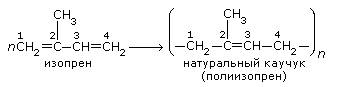 CH₃ CH₃
1 2 3 4 1 2 3 4
nCH₂=C−CH=CH₂ ⟶ (−CH₂−C=CH−CH₂−)n
изопрен натуральный каучук
(полиизопрен)